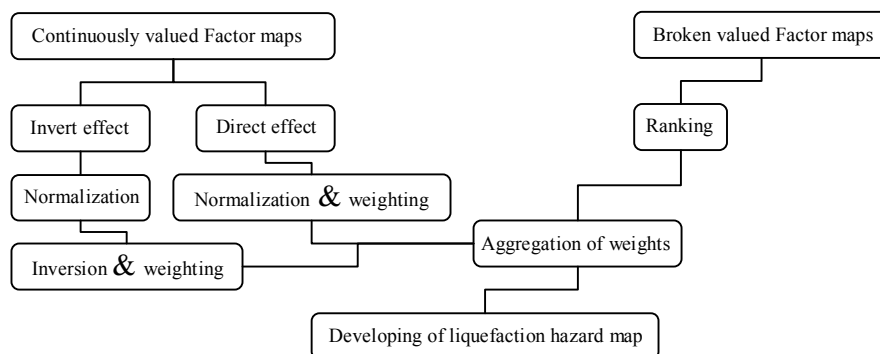 Continuously valued Factor maps
Broken valued Factor maps
Invert effect
Direct effect
Ranking
Normalization
Normalization & weighting
Aggregation of weights
Inversion & weighting
Developing of liquefaction hazard map